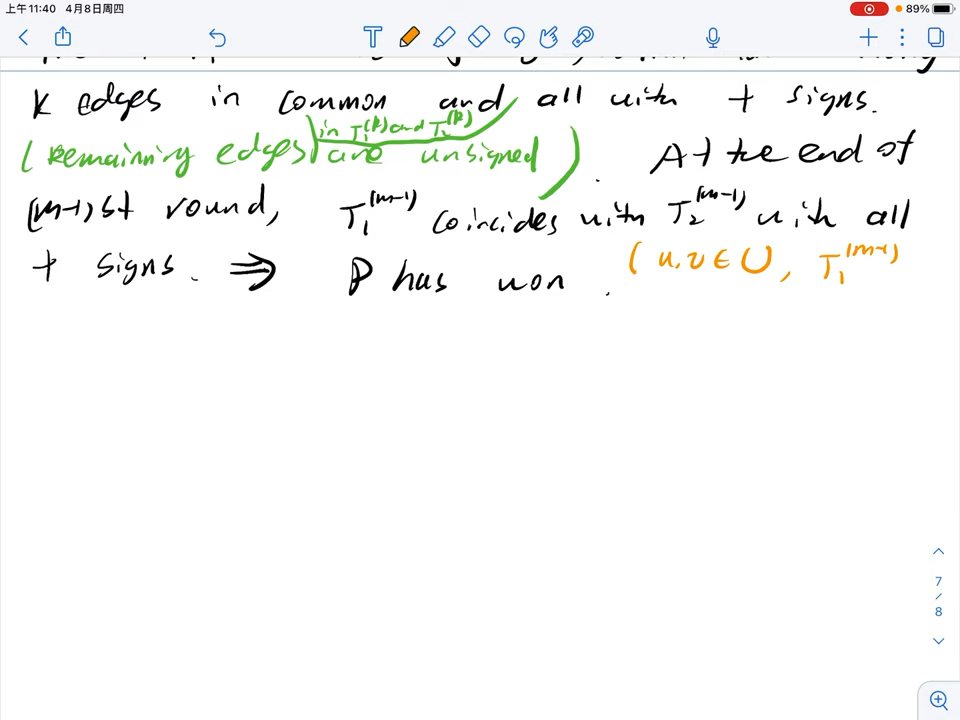 上午11:40 4月8日周四
89%
k edges in common and all with + signs.
in T₁^(k) and T₂^(k)
(Remaining edges are unsigned). At the end of
(m-1)st round, T₁^(m-1) coincides with T₂^(m-1) with all
+ signs. ⇒ P has won. (u,v ∈ U, T₁^(m-1)
7
/
8